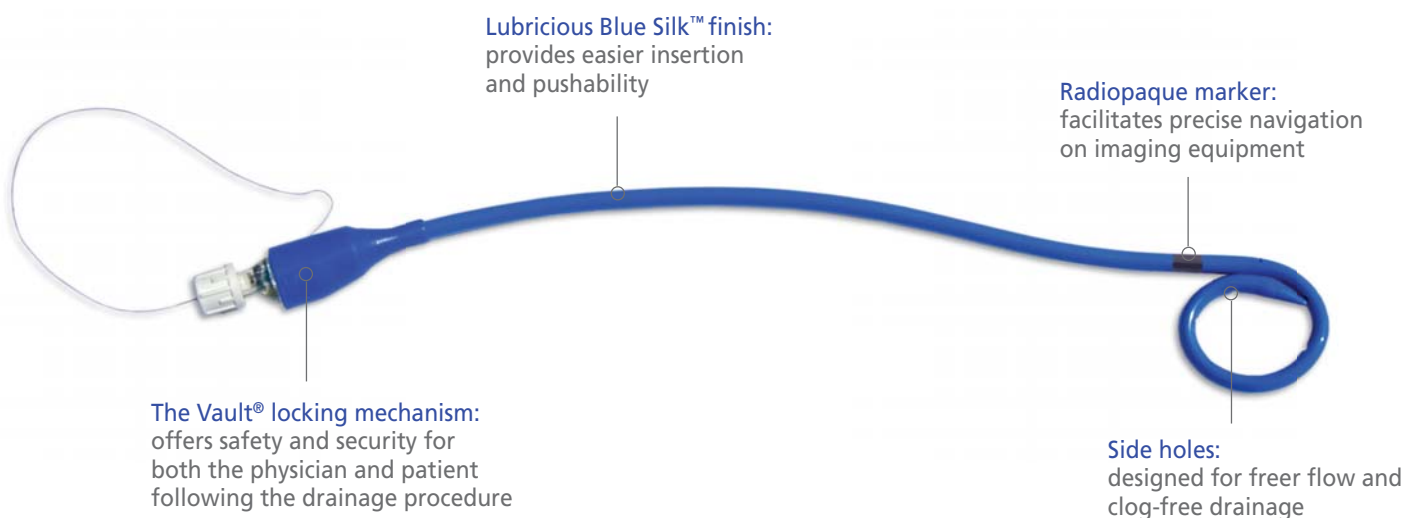 Lubricious Blue Silk™ finish:
provides easier insertion
and pushability
Radiopaque marker:
facilitates precise navigation
on imaging equipment
The Vault® locking mechanism:
offers safety and security for
both the physician and patient
following the drainage procedure
Side holes:
designed for freer flow and
clog-free drainage